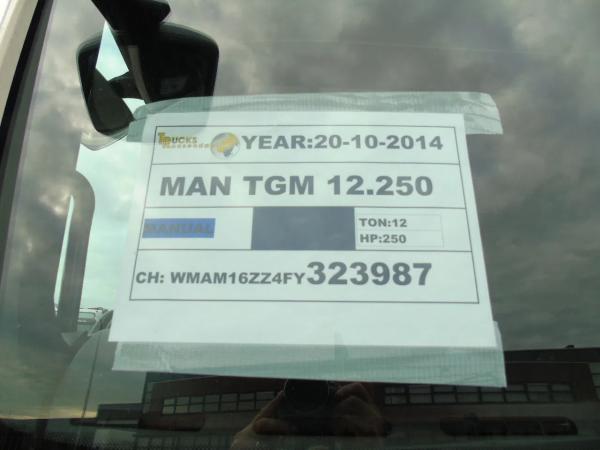 TRUCKS YEAR:20-10-2014
MAN TGM 12.250
MANUAL
TON:12
HP:250
CH: WMAM16ZZ4FY323987